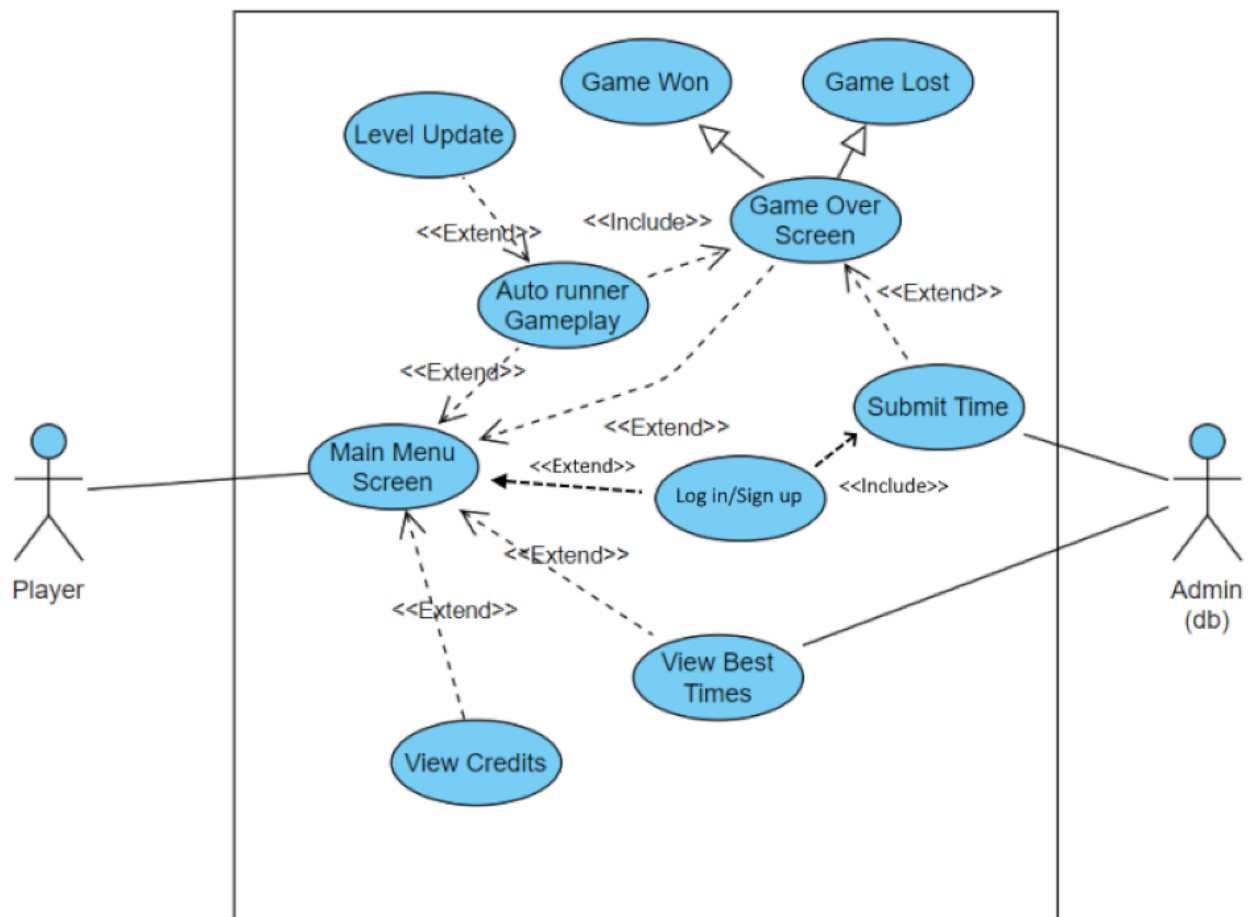 Game Won
Game Lost
Level Update
<<Include>>
Game Over
Screen
<<Extend>>
Auto runner
Gameplay
<<Extend>>
<<Extend>>
Submit Time
<<Extend>>
Main Menu
Screen
<<Extend>>
Log in/Sign up
<<Include>>
<<Extend>>
Player
Admin
(db)
<<Extend>>
View Best
Times
View Credits